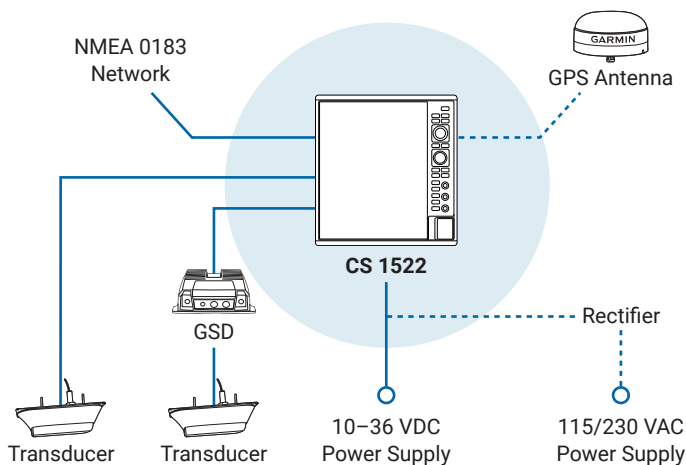 NMEA 0183
Network
GARMIN
GPS Antenna
CS 1522
GSD
Rectifier
Transducer
Transducer
10–36 VDC
Power Supply
115/230 VAC
Power Supply